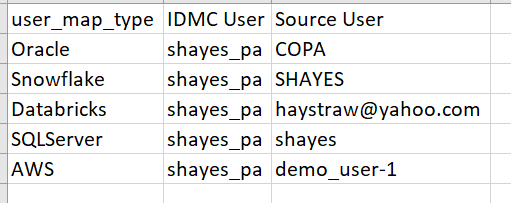 user_map_type IDMC User Source User
Oracle shayes_pa COPA
Snowflake shayes_pa SHAYES
Databricks shayes_pa haystraw@yahoo.com
SQLServer shayes_pa shayes
AWS shayes_pa demo_user-1